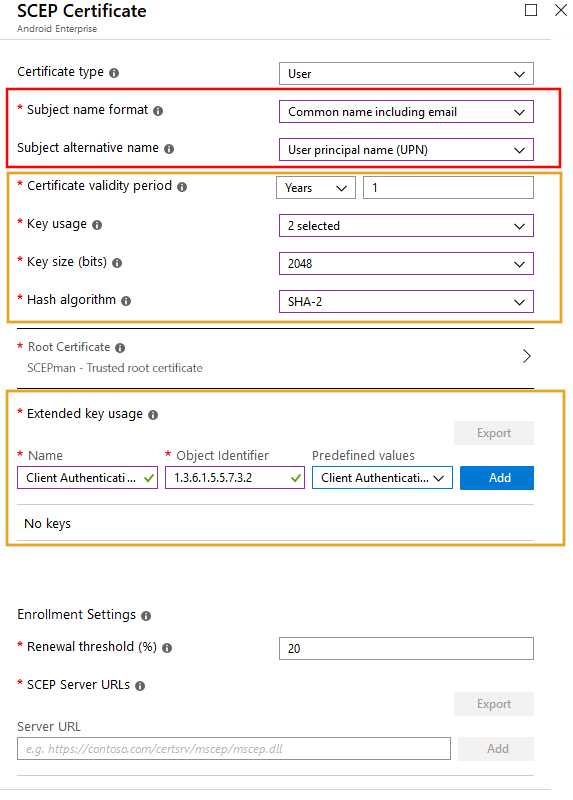 SCEP Certificate
Android Enterprise
Certificate type
User
* Subject name format
Common name including email
Subject alternative name
User principal name (UPN)
* Certificate validity period
Years
1
* Key usage
2 selected
* Key size (bits)
2048
* Hash algorithm
SHA-2
* Root Certificate
SCEPman - Trusted root certificate
* Extended key usage
Export
* Name * Object Identifier Predefined values
Client Authenticati... 1.3.6.1.5.5.7.3.2 Client Authenticati... Add
No keys
Enrollment Settings
* Renewal threshold (%)
20
* SCEP Server URLs
Export
Server URL
e.g. https://contoso.com/certsrv/mscep/mscep.dll Add